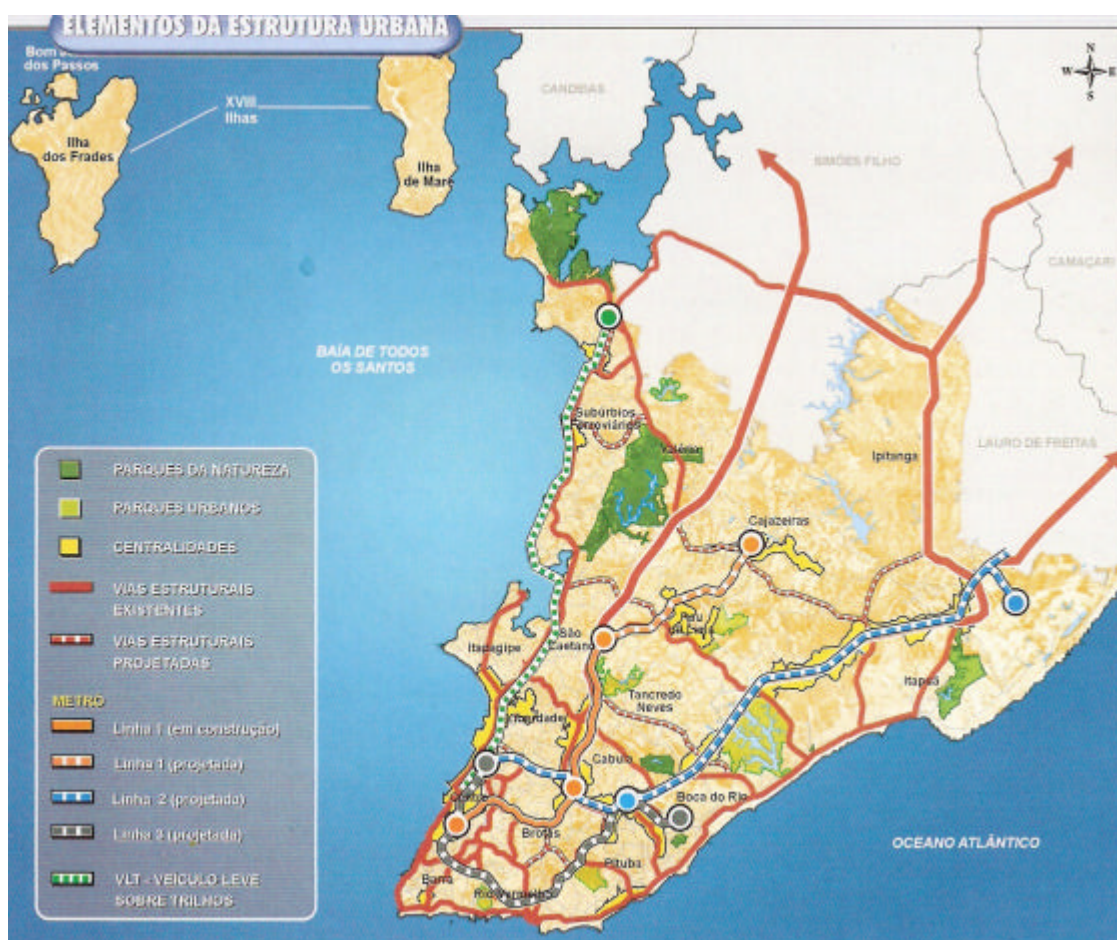 ELEMENTOS DA ESTRUTURA URBANA
dos Passos
XVIII
Ilhas
Ilha
dos Frades
Ilha
de Maré
CANDEIAS
N
W E
S
SIMÕES FILHO
CAMAÇARI
BAÍA DE TODOS
OS SANTOS
Subúrbios
Ferroviários
Valéria
Ipitanga
LAURO DE FREITAS
Cajazeiras
São
Caetano
Itapagipe
Tancredo
Neves
Itapuã
Liberdade
Cabula
Boca do Rio
Centro
Brotas
Pituba
Barra
Rio Vermelho
OCEANO ATLÂNTICO
PARQUES DA NATUREZA
PARQUES URBANOS
CENTRALIDADES
VIAS ESTRUTURAIS
EXISTENTES
VIAS ESTRUTURAIS
PROJETADAS
METRO
Linha 1 (em construção)
Linha 1 (projetada)
Linha 2 (projetada)
Linha 3 (projetada)
VLT - VEÍCULO LEVE
SOBRE TRILHOS